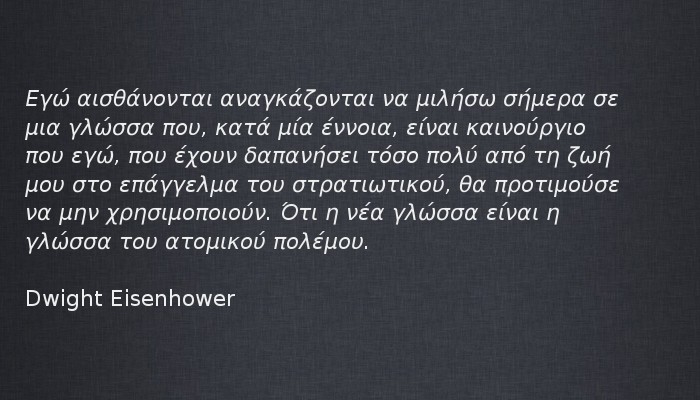 Εγώ αισθάνονται αναγκάζονται να μιλήσω σήμερα σε
μια γλώσσα που, κατά μία έννοια, είναι καινούργιο
που εγώ, που έχουν δαπανήσει τόσο πολύ από τη ζωή
μου στο επάγγελμα του στρατιωτικού, θα προτιμούσε
να μην χρησιμοποιούν. Ότι η νέα γλώσσα είναι η
γλώσσα του ατομικού πολέμου.
Dwight Eisenhower